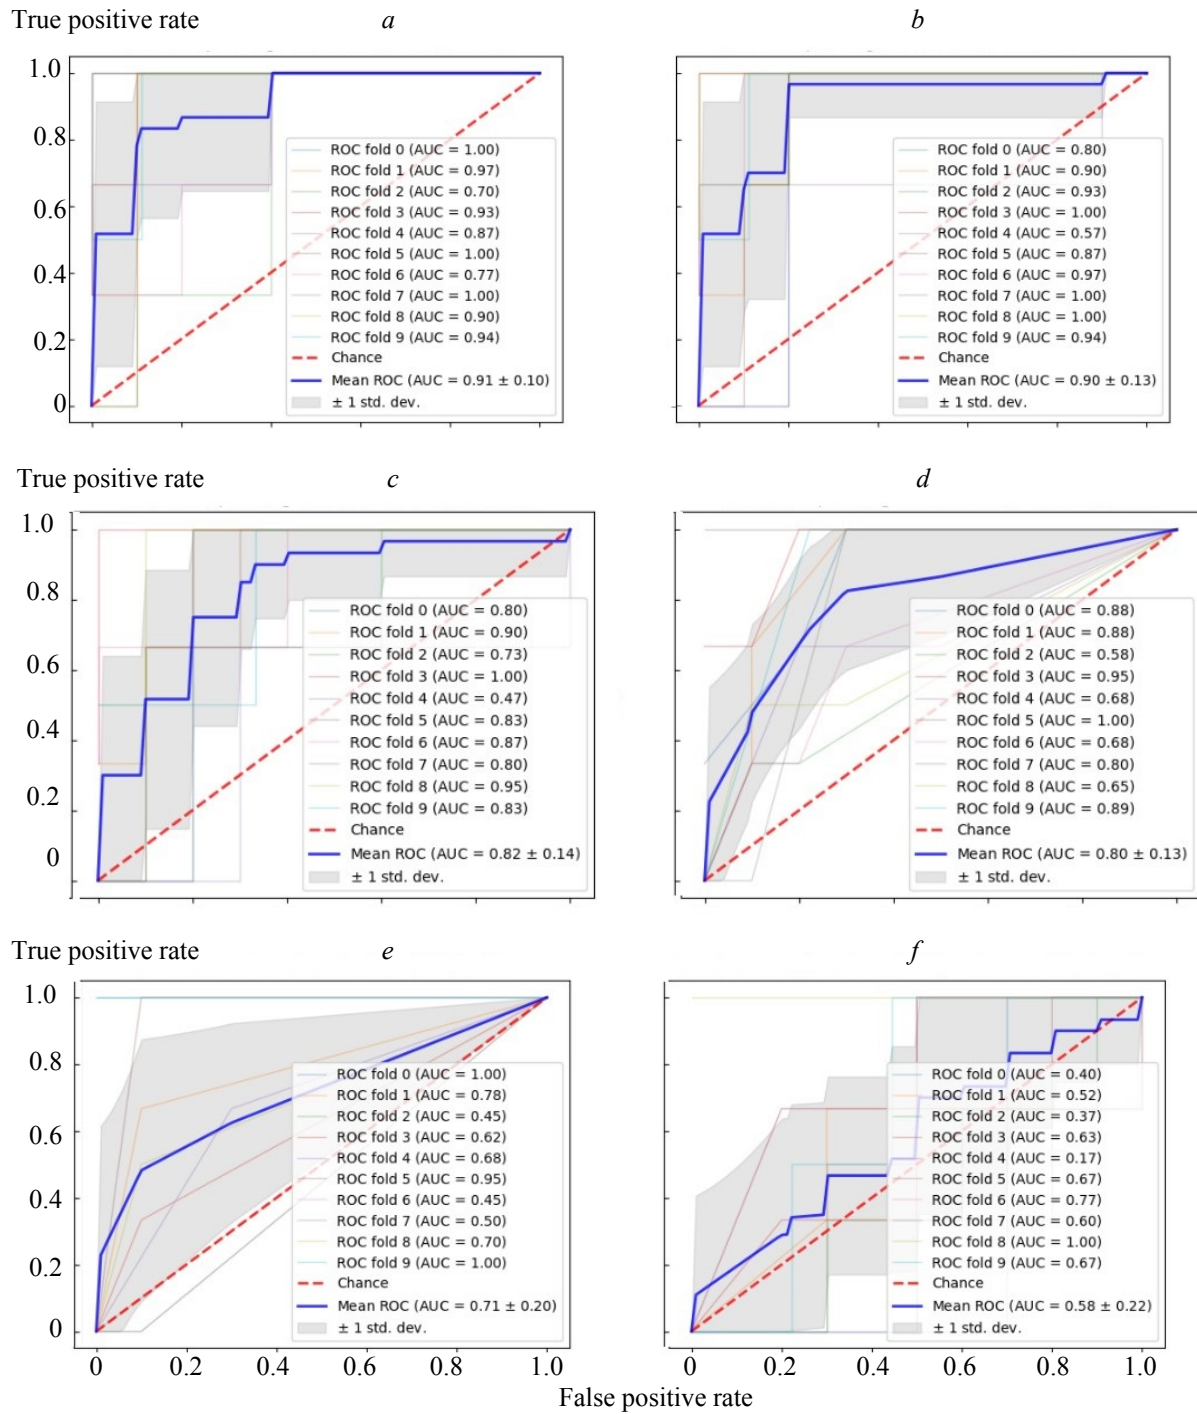 True positive rate
a
b
1.0
0.8
0.6
0.4
0.2
0
ROC fold 0 (AUC = 1.00)
ROC fold 1 (AUC = 0.97)
ROC fold 2 (AUC = 0.70)
ROC fold 3 (AUC = 0.93)
ROC fold 4 (AUC = 0.87)
ROC fold 5 (AUC = 1.00)
ROC fold 6 (AUC = 0.77)
ROC fold 7 (AUC = 1.00)
ROC fold 8 (AUC = 0.90)
ROC fold 9 (AUC = 0.94)
Chance
Mean ROC (AUC = 0.91 ± 0.10)
± 1 std. dev.
ROC fold 0 (AUC = 0.80)
ROC fold 1 (AUC = 0.90)
ROC fold 2 (AUC = 0.93)
ROC fold 3 (AUC = 1.00)
ROC fold 4 (AUC = 0.57)
ROC fold 5 (AUC = 0.87)
ROC fold 6 (AUC = 0.97)
ROC fold 7 (AUC = 1.00)
ROC fold 8 (AUC = 1.00)
ROC fold 9 (AUC = 0.94)
Chance
Mean ROC (AUC = 0.90 ± 0.13)
± 1 std. dev.
True positive rate
c
d
1.0
0.8
0.6
0.4
0.2
0
ROC fold 0 (AUC = 0.80)
ROC fold 1 (AUC = 0.90)
ROC fold 2 (AUC = 0.73)
ROC fold 3 (AUC = 1.00)
ROC fold 4 (AUC = 0.47)
ROC fold 5 (AUC = 0.83)
ROC fold 6 (AUC = 0.87)
ROC fold 7 (AUC = 0.80)
ROC fold 8 (AUC = 0.95)
ROC fold 9 (AUC = 0.83)
Chance
Mean ROC (AUC = 0.82 ± 0.14)
± 1 std. dev.
ROC fold 0 (AUC = 0.88)
ROC fold 1 (AUC = 0.88)
ROC fold 2 (AUC = 0.58)
ROC fold 3 (AUC = 0.95)
ROC fold 4 (AUC = 0.68)
ROC fold 5 (AUC = 1.00)
ROC fold 6 (AUC = 0.68)
ROC fold 7 (AUC = 0.80)
ROC fold 8 (AUC = 0.65)
ROC fold 9 (AUC = 0.89)
Chance
Mean ROC (AUC = 0.80 ± 0.13)
± 1 std. dev.
True positive rate
e
f
1.0
0.8
0.6
0.4
0.2
0
ROC fold 0 (AUC = 1.00)
ROC fold 1 (AUC = 0.78)
ROC fold 2 (AUC = 0.45)
ROC fold 3 (AUC = 0.62)
ROC fold 4 (AUC = 0.68)
ROC fold 5 (AUC = 0.95)
ROC fold 6 (AUC = 0.45)
ROC fold 7 (AUC = 0.50)
ROC fold 8 (AUC = 0.70)
ROC fold 9 (AUC = 1.00)
Chance
Mean ROC (AUC = 0.71 ± 0.20)
± 1 std. dev.
ROC fold 0 (AUC = 0.40)
ROC fold 1 (AUC = 0.52)
ROC fold 2 (AUC = 0.37)
ROC fold 3 (AUC = 0.63)
ROC fold 4 (AUC = 0.17)
ROC fold 5 (AUC = 0.67)
ROC fold 6 (AUC = 0.77)
ROC fold 7 (AUC = 0.60)
ROC fold 8 (AUC = 1.00)
ROC fold 9 (AUC = 0.67)
Chance
Mean ROC (AUC = 0.58 ± 0.22)
± 1 std. dev.
0 0.2 0.4 0.6 0.8 1.0
0 0.2 0.4 0.6 0.8 1.0
False positive rate